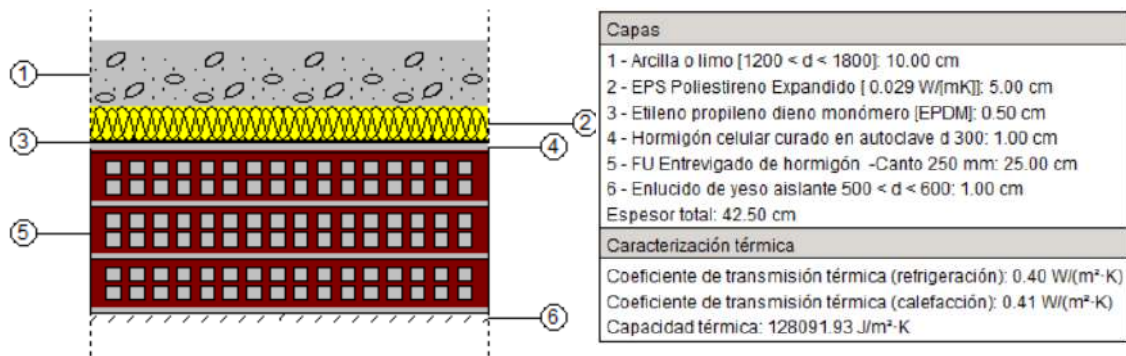 1
2
3
4
5
6
Capas
1 - Arcilla o limo [1200 < d < 1800]: 10.00 cm
2 - EPS Poliestireno Expandido [ 0.029 W/[mK]]: 5.00 cm
3 - Etileno propileno dieno monómero [EPDM]: 0.50 cm
4 - Hormigón celular curado en autoclave d 300: 1.00 cm
5 - FU Entrevigado de hormigón -Canto 250 mm: 25.00 cm
6 - Enlucido de yeso aislante 500 < d < 600: 1.00 cm
Espesor total: 42.50 cm
Caracterización térmica
Coeficiente de transmisión térmica (refrigeración): 0.40 W/(m²·K)
Coeficiente de transmisión térmica (calefacción): 0.41 W/(m²·K)
Capacidad térmica: 128091.93 J/m²·K